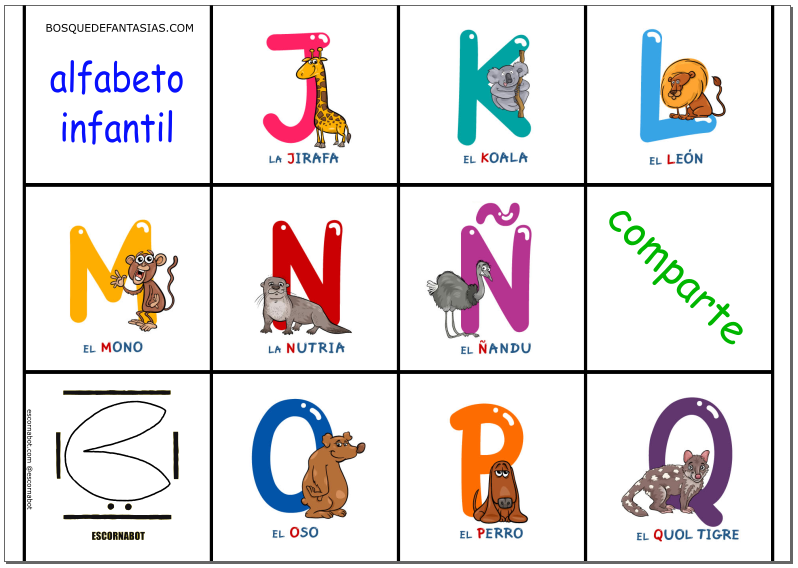 BOSQUEDEFANTASIAS.COM
alfabeto
infantil
J
LA JIRAFA
K
EL KOALA
L
EL LEÓN
M
EL MONO
N
LA NUTRIA
Ñ
EL ÑANDU
comparte
escornabot.com @escornabot
ESCORNABOT
O
EL OSO
P
EL PERRO
Q
EL QUOL TIGRE